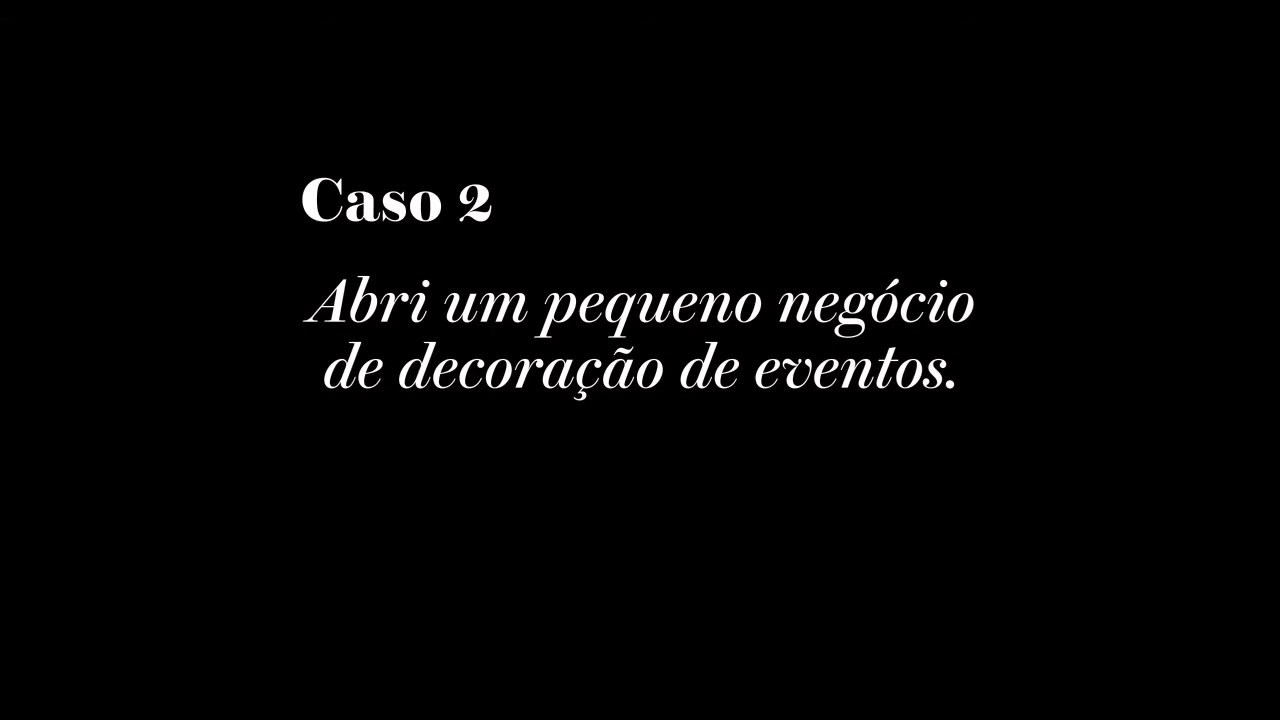 Caso 2
Abri um pequeno negócio
de decoração de eventos.